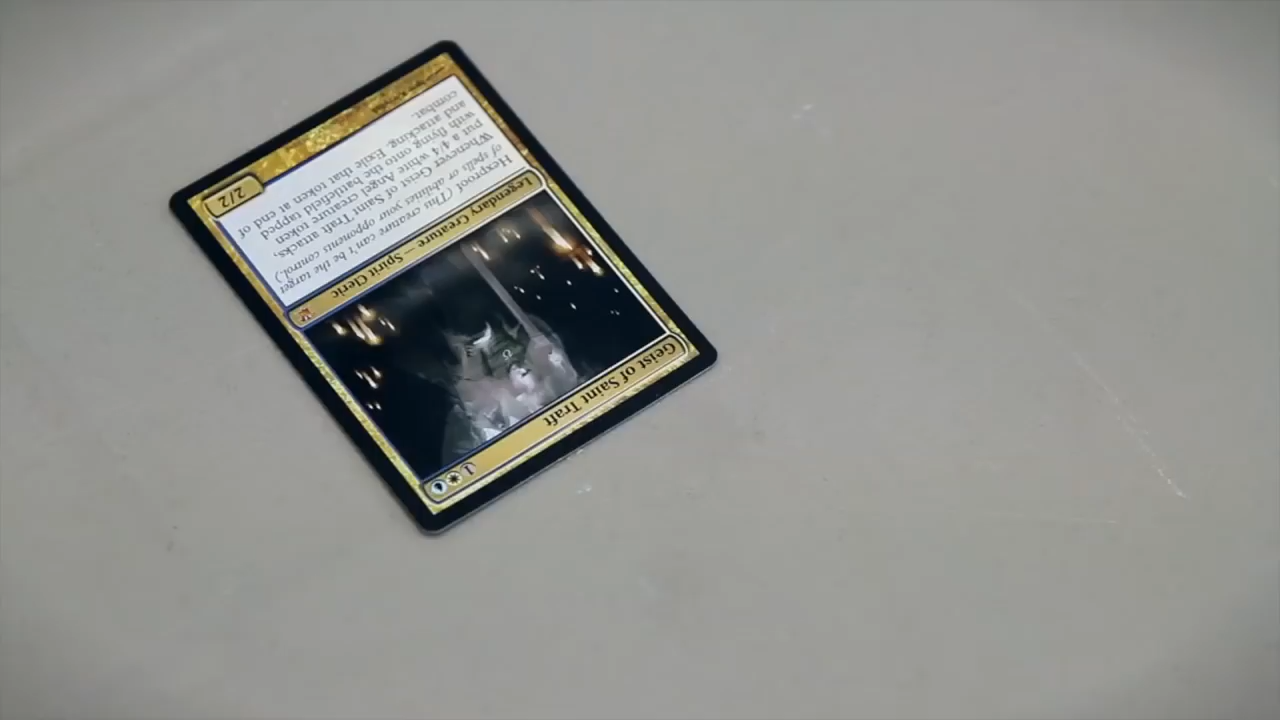 Geist of Saint Traft
1
Legendary Creature — Spirit Cleric
Hexproof (This creature can't be the target
of spells or abilities your opponents control.)
Whenever Geist of Saint Traft attacks,
put a 4/4 white Angel creature token
with flying onto the battlefield tapped
and attacking. Exile that token at end of
combat.
2/2